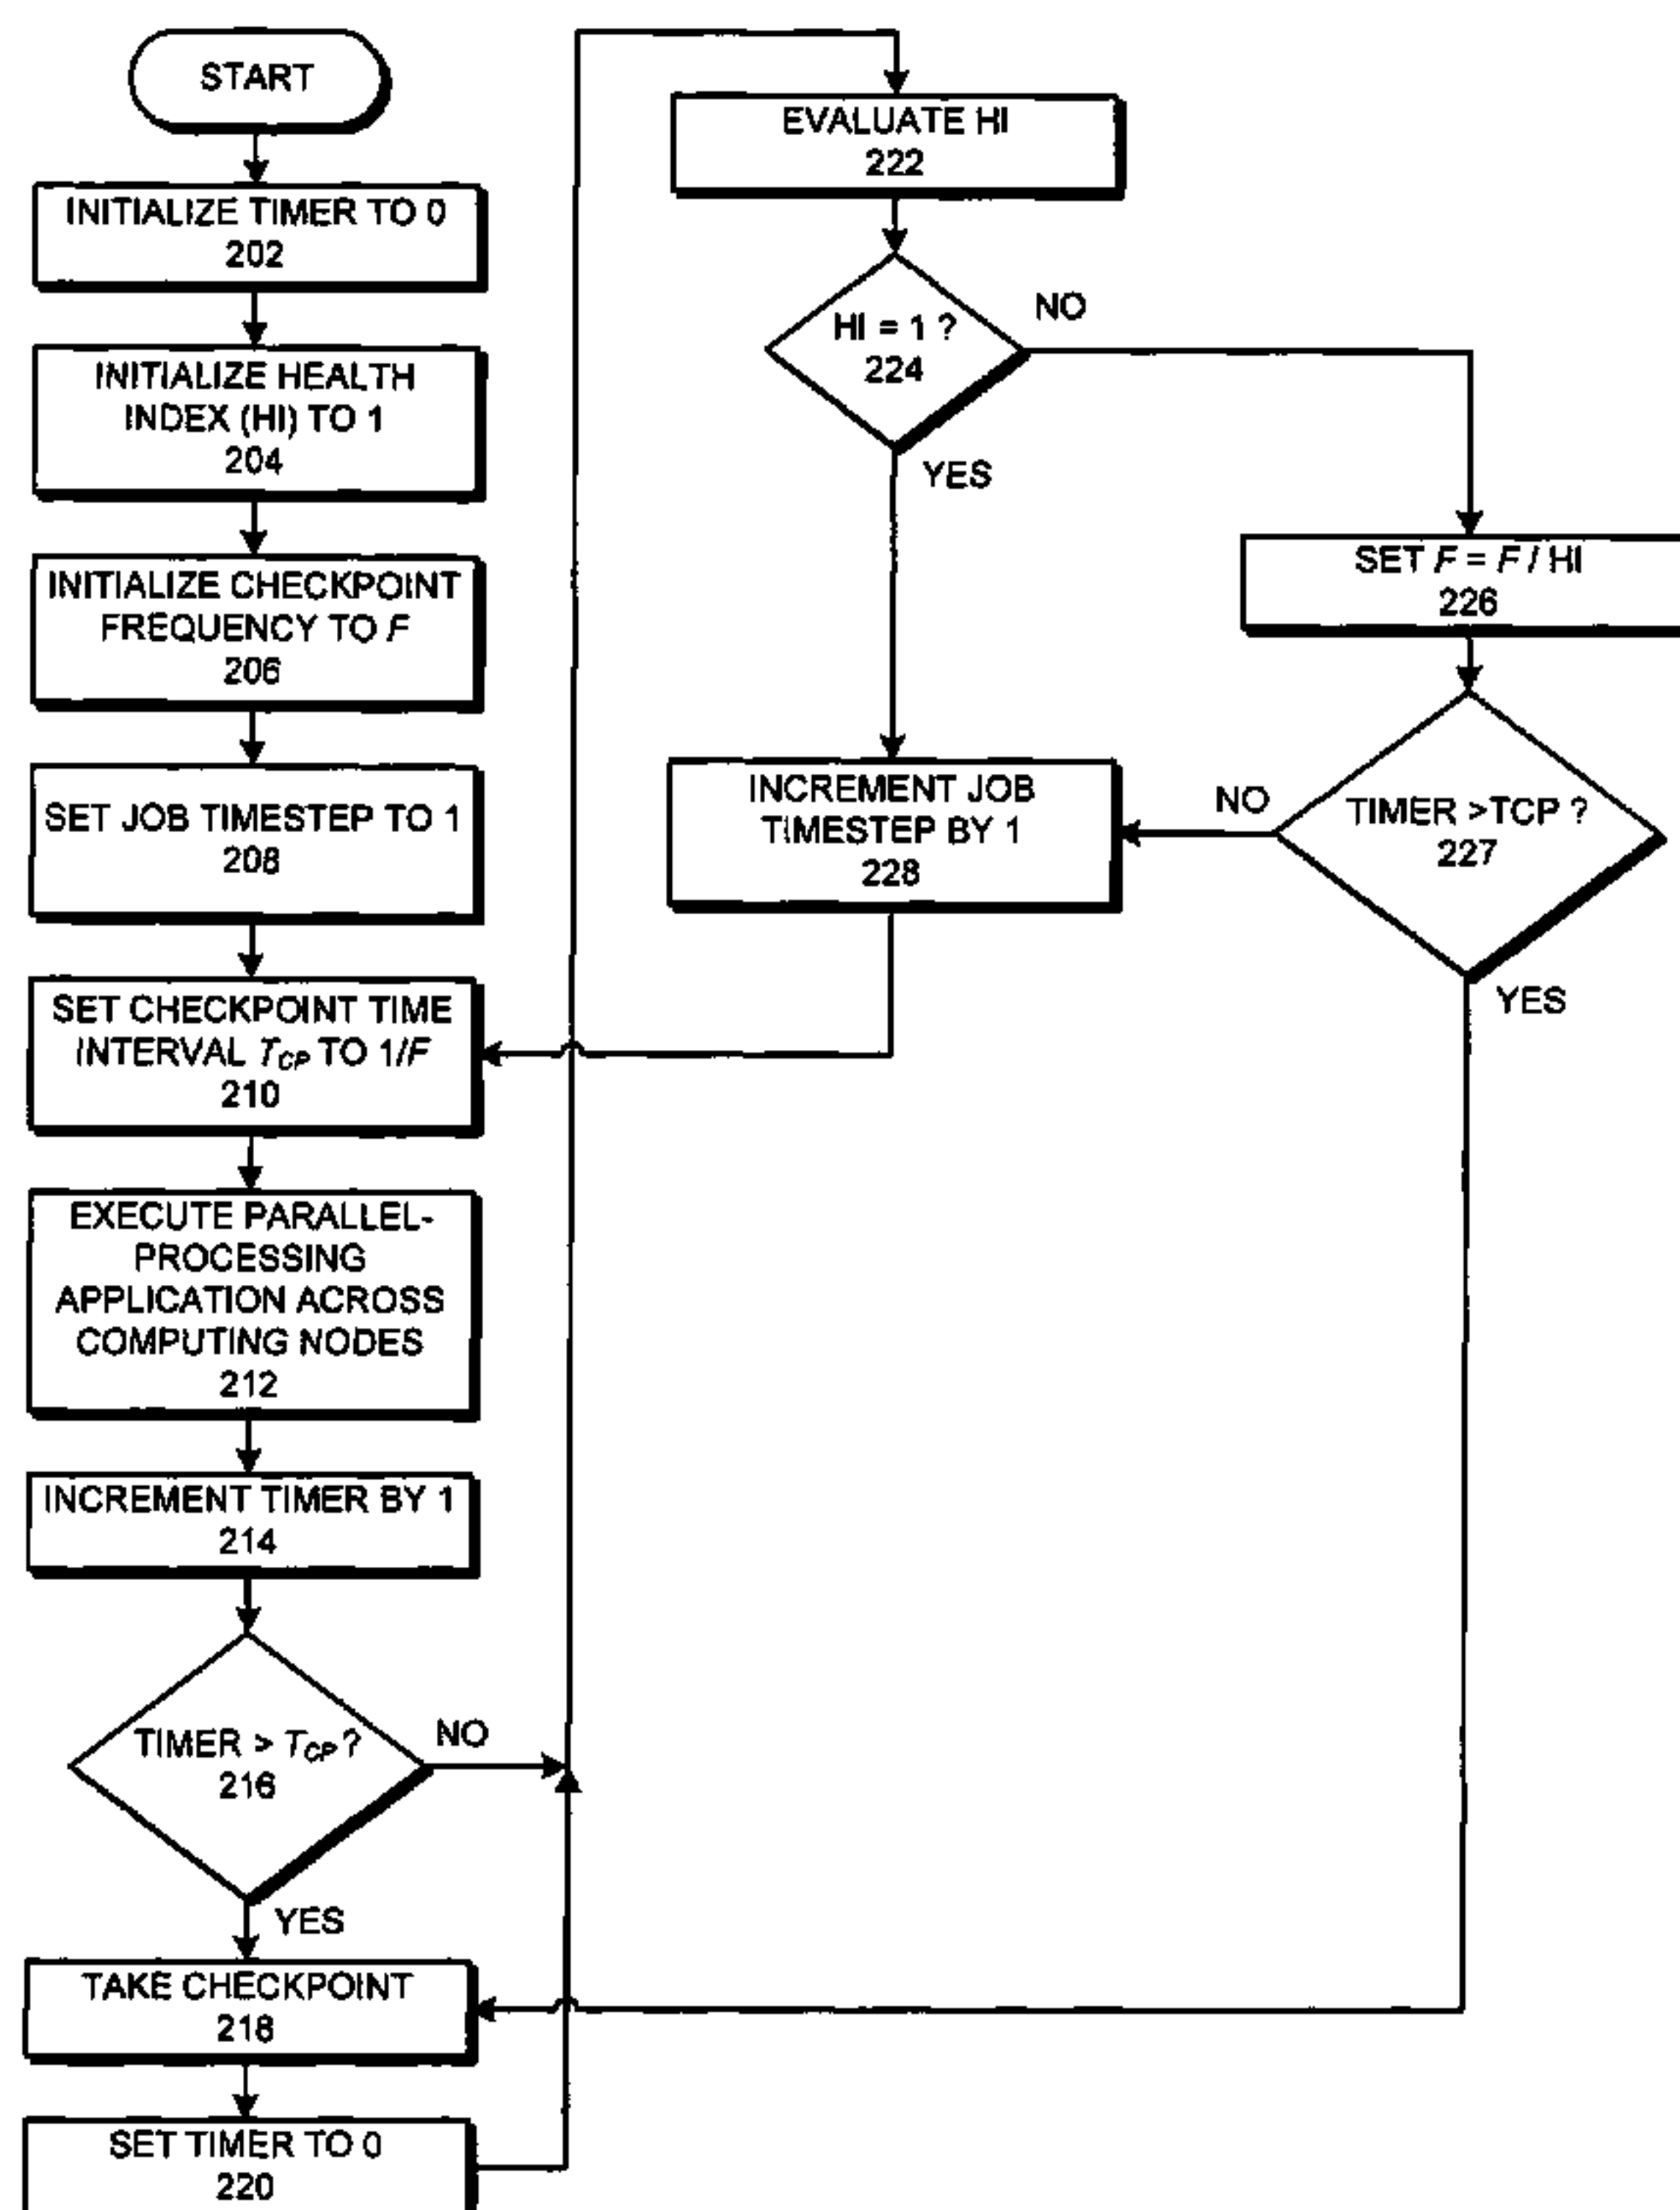 START
INITIALIZE TIMER TO 0
202
INITIALIZE HEALTH
INDEX (HI) TO 1
204
INITIALIZE CHECKPOINT
FREQUENCY TO F
206
SET JOB TIMESTEP TO 1
208
SET CHECKPOINT TIME
INTERVAL TCP TO 1/F
210
EXECUTE PARALLEL-
PROCESSING
APPLICATION ACROSS
COMPUTING NODES
212
INCREMENT TIMER BY 1
214
TIMER > TCP ?
216
NO
YES
TAKE CHECKPOINT
218
SET TIMER TO 0
220
EVALUATE HI
222
HI = 1 ?
224
NO
YES
SET F = F / HI
226
TIMER >TCP ?
227
NO
YES
INCREMENT JOB
TIMESTEP BY 1
228